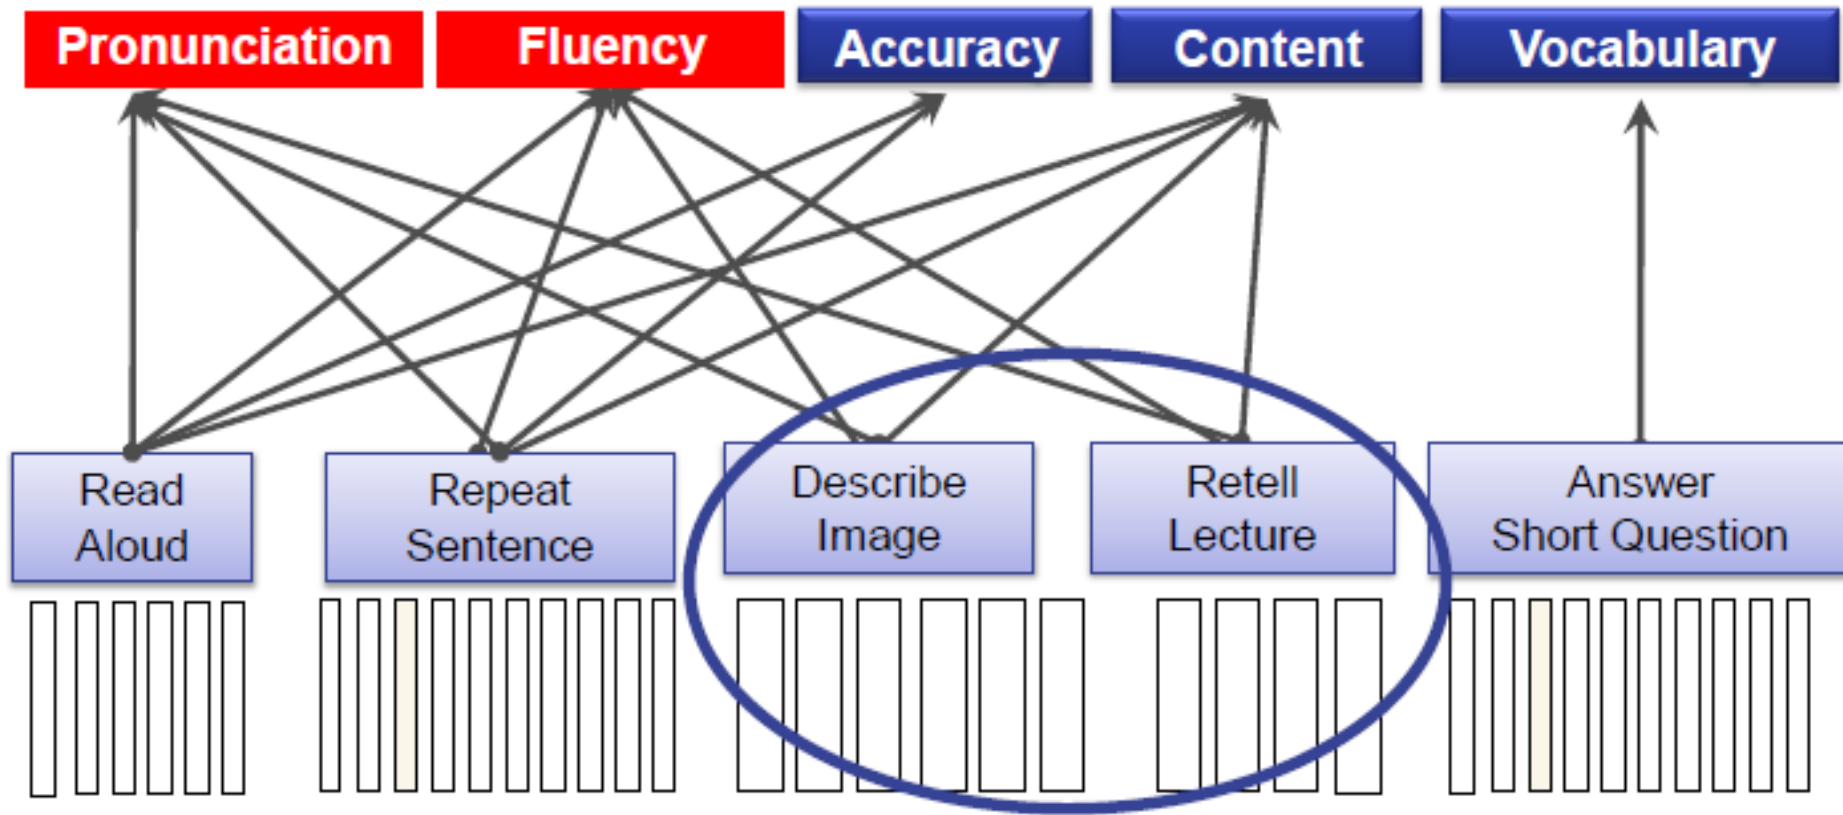 Pronunciation
Fluency
Accuracy
Content
Vocabulary
Read
Aloud
Repeat
Sentence
Describe
Image
Retell
Lecture
Answer
Short Question